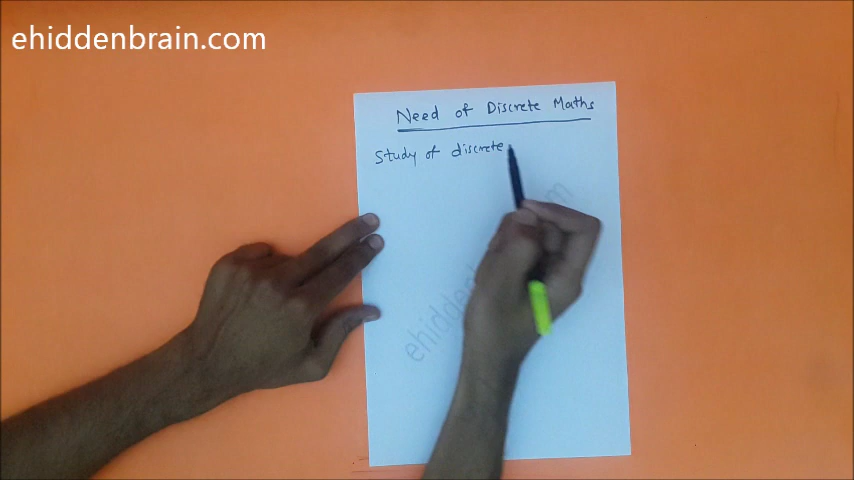 ehiddenbrain.com
Need of Discrete Maths
Study of discrete